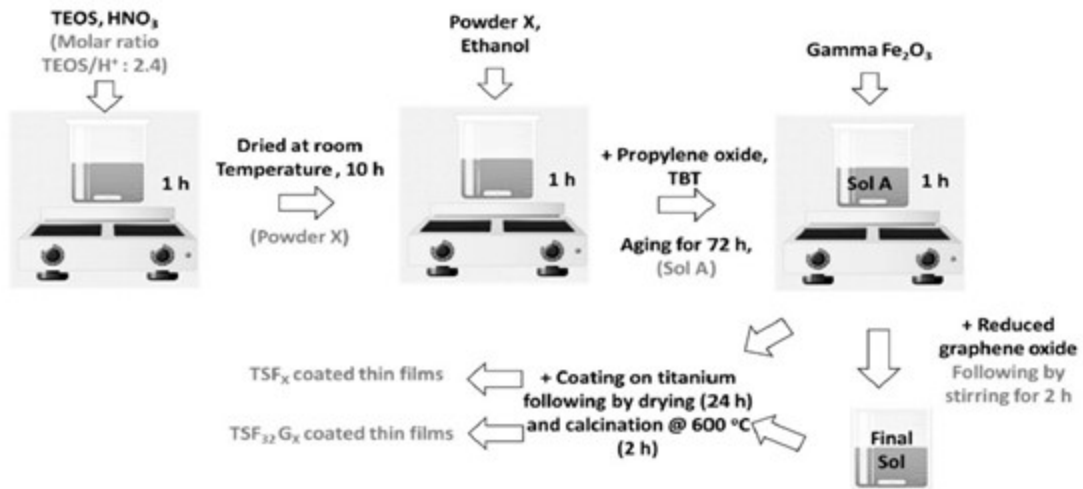 TEOS, HNO₃
(Molar ratio
TEOS/H⁺ : 2.4)
1 h
Dried at room
Temperature , 10 h
(Powder X)
Powder X,
Ethanol
1 h
+ Propylene oxide,
TBT
Aging for 72 h,
(Sol A)
Gamma Fe₂O₃
Sol A
1 h
+ Reduced
graphene oxide
Following by
stirring for 2 h
Final
Sol
+ Coating on titanium
following by drying (24 h)
and calcination @ 600 °C
(2 h)
TSFₓ coated thin films
TSF₃₂Gₓ coated thin films